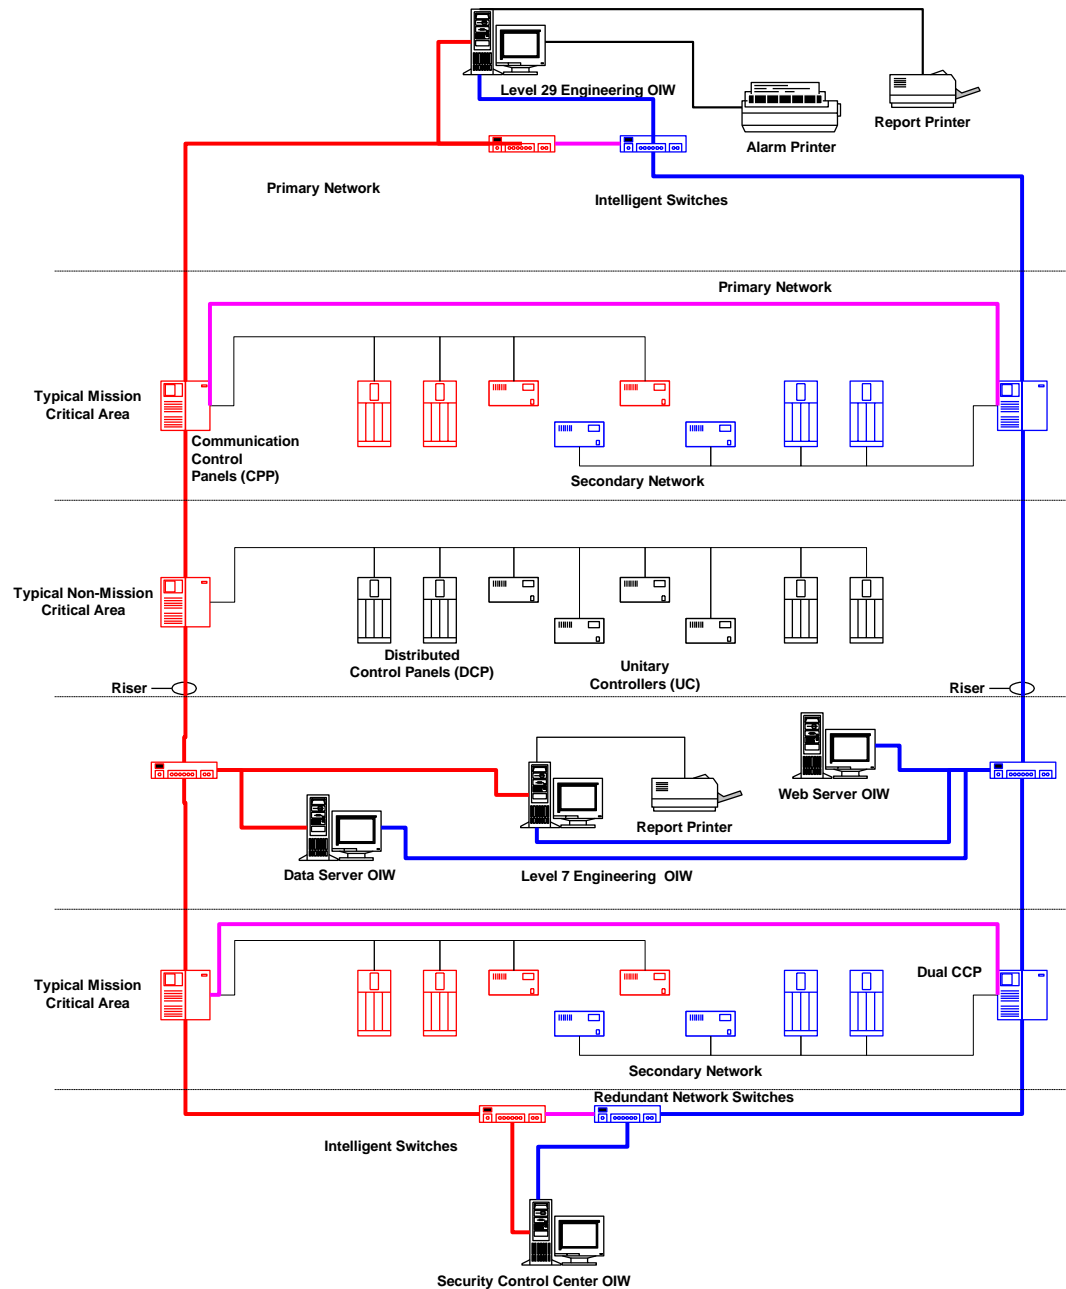 Level 29 Engineering OIW
Report Printer
Alarm Printer
Primary Network
Intelligent Switches
Primary Network
Typical Mission
Critical Area
Communication
Control
Panels (CPP)
Secondary Network
Typical Non-Mission
Critical Area
Distributed
Control Panels (DCP)
Unitary
Controllers (UC)
Riser
Riser
Web Server OIW
Report Printer
Data Server OIW
Level 7 Engineering OIW
Typical Mission
Critical Area
Dual CCP
Secondary Network
Redundant Network Switches
Intelligent Switches
Security Control Center OIW